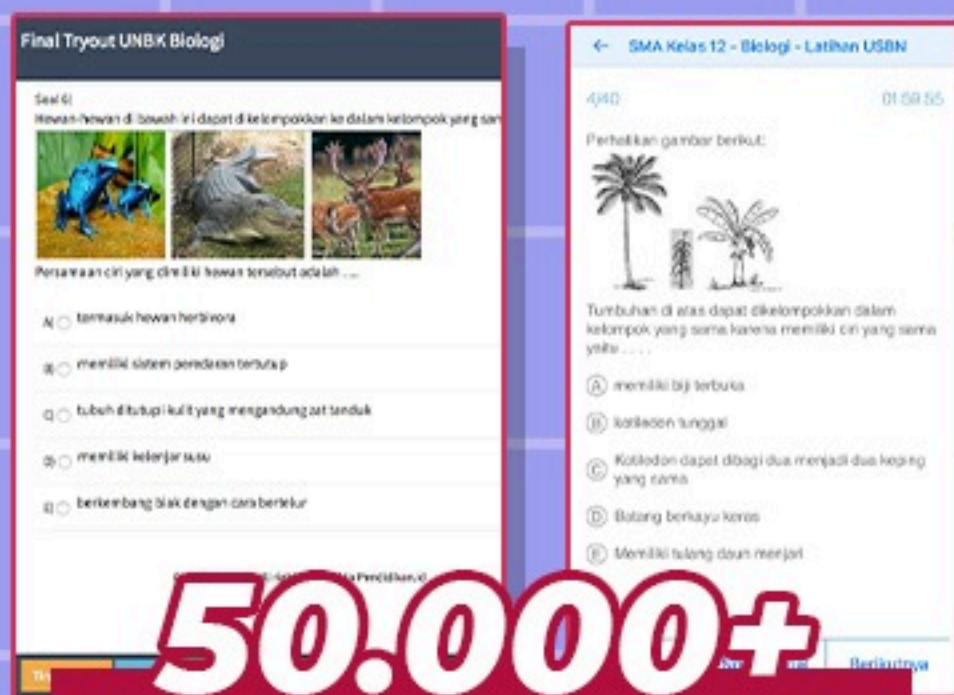 Final Tryout UNBK Biologi
Soal 6)
Hewan-hewan di bawah ini dapat dikelompokkan ke dalam kelompok yang sam
Persamaan ciri yang dimiliki hewan tersebut adalah ....
A) termasuk hewan herbivora
B) memiliki sistem peredaran tertutup
C) tubuh ditutupi kulit yang mengandung zat tanduk
D) memiliki kelenjar susu
E) berkembang biak dengan cara bertelur
Pendidikan.id
← SMA Kelas 12 - Biologi - Latihan USBN
4/40
01:59:55
Perhatikan gambar berikut:
Tumbuhan di atas dapat dikelompokkan dalam
kelompok yang sama karena memiliki ciri yang sama
yaitu . . . .
A memiliki biji terbuka
B kotiledon tunggal
C Kotiledon dapat dibagi dua menjadi dua keping
yang sama
D Batang berkayu keras
E Memiliki tulang daun menjari
Berikutnya
50.000+